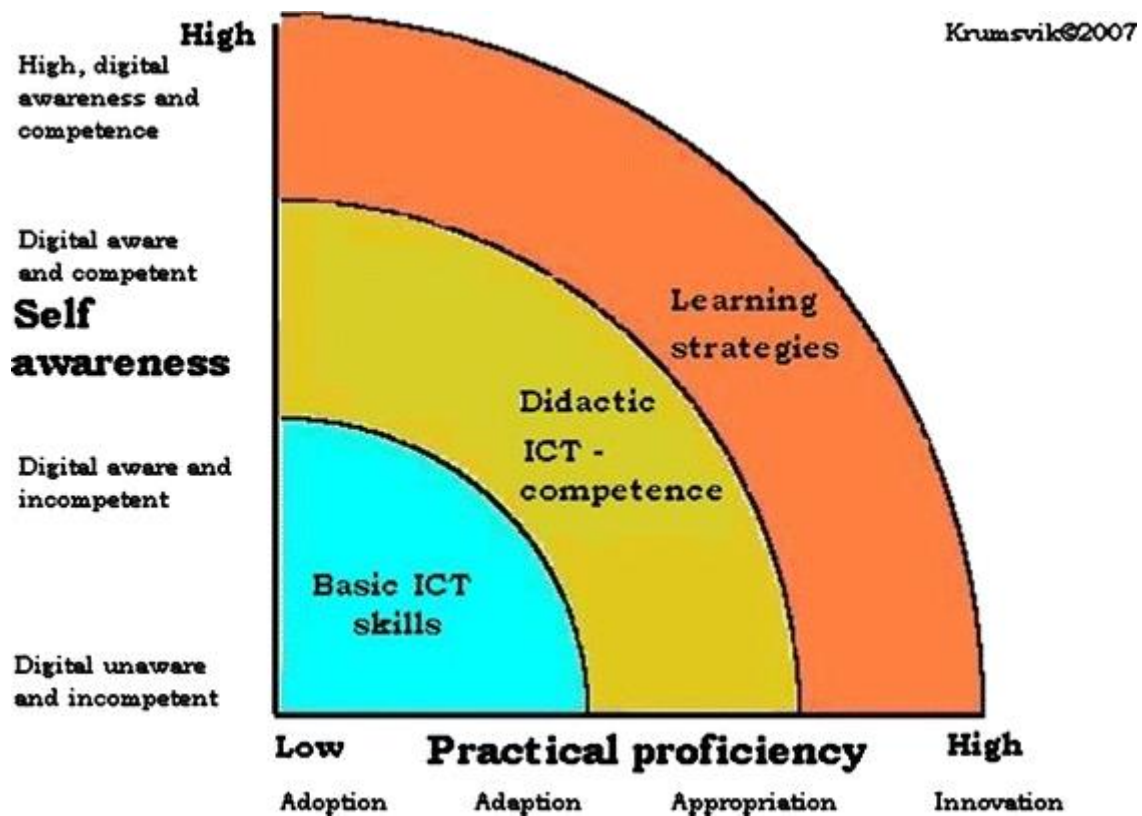 High
Krumsvik©2007
High, digital
awareness and
competence
Digital aware
and competent
Self
awareness
Digital aware and
incompetent
Digital unaware
and incompetent
Learning
strategies
Didactic
ICT -
competence
Basic ICT
skills
Low
Practical proficiency
High
Adoption
Adaption
Appropriation
Innovation